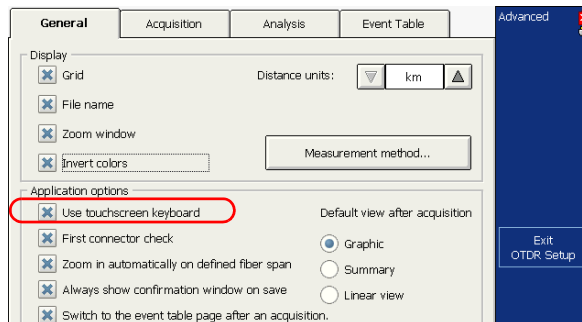 General
Acquisition
Analysis
Event Table
Advanced
Display
Grid
Distance units:
km
File name
Zoom window
Invert colors
Measurement method...
Application options
Use touchscreen keyboard
Default view after acquisition
First connector check
Graphic
Zoom in automatically on defined fiber span
Summary
Always show confirmation window on save
Linear view
Switch to the event table page after an acquisition.
Exit
OTDR Setup